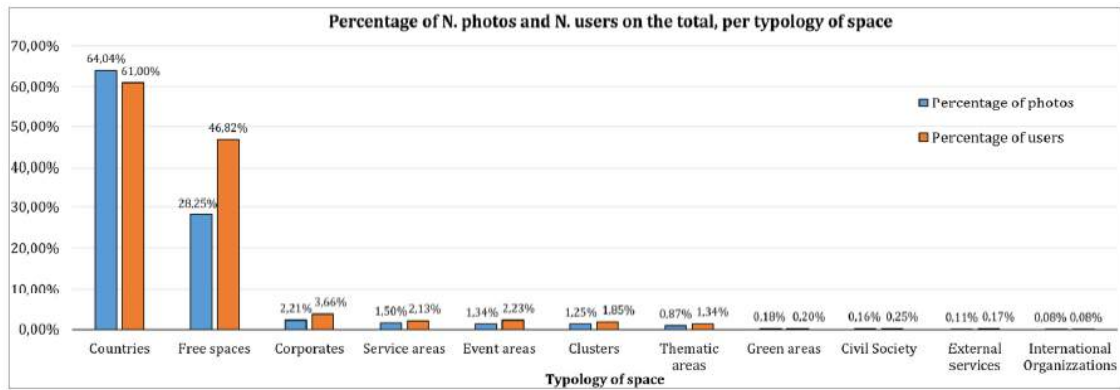 Percentage of N. photos and N. users on the total, per typology of space
70,00%
60,00%
50,00%
40,00%
30,00%
20,00%
10,00%
0,00%
64,04%
61,00%
28,25%
46,82%
2,21%
3,66%
1,50%
2,13%
1,34%
2,23%
1,25%
1,85%
0,87%
1,34%
0,18%
0,20%
0,16%
0,25%
0,11%
0,17%
0,08%
0,08%
Percentage of photos
Percentage of users
Countries
Free spaces
Corporates
Service areas
Event areas
Clusters
Thematic
areas
Green areas
Civil Society
External
services
International
Organizzations
Typology of space